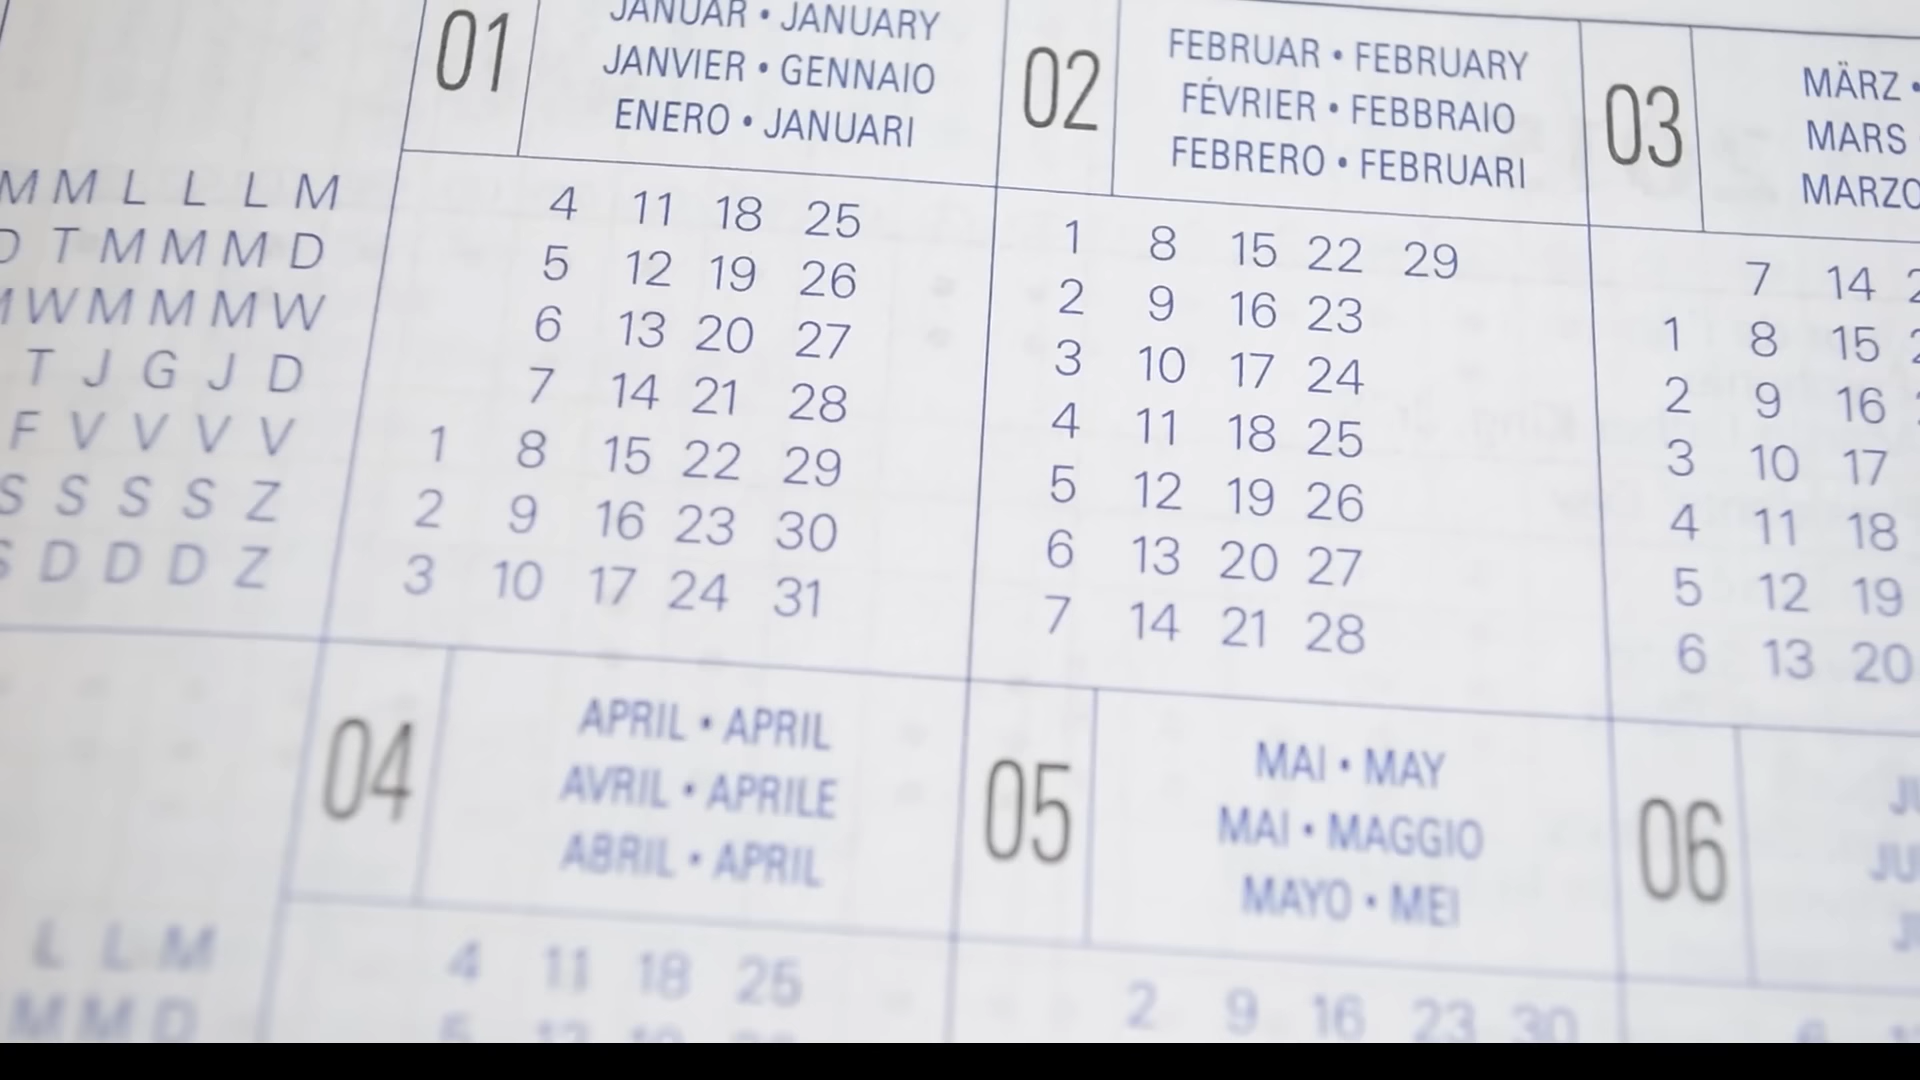 01
JANUAR • JANUARY
JANVIER • GENNAIO
ENERO • JANUARI
02
FEBRUAR • FEBRUARY
FÉVRIER • FEBBRAIO
FEBRERO • FEBRUARI
03
MÄRZ •
MARS
MARZO
M M L L L M
D T M M M D
M W M M M W
T J G J D
F V V V V
S S S S Z
S D D D Z
4 11 18 25
5 12 19 26
6 13 20 27
7 14 21 28
1 8 15 22 29
2 9 16 23 30
3 10 17 24 31
1 8 15 22 29
2 9 16 23
3 10 17 24
4 11 18 25
5 12 19 26
6 13 20 27
7 14 21 28
7 14
1 8 15
2 9 16
3 10 17
4 11 18
5 12 19
6 13 20
04
APRIL • APRIL
AVRIL • APRILE
ABRIL • APRIL
05
MAI • MAY
MAI • MAGGIO
MAYO • MEI
06
L L M
M M D
4 11 18 25
5 12 19
2 9 16 23 30